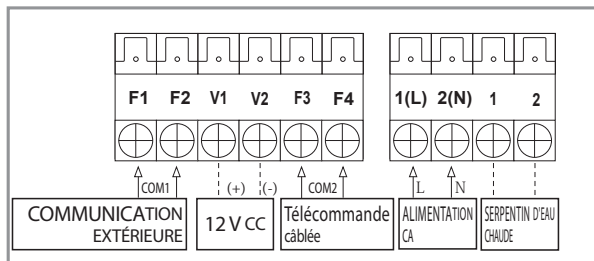 F1 F2 V1 V2 F3 F4 1(L) 2(N) 1 2
COM1 (+) (-) COM2 L N
COMMUNICATION
EXTÉRIEURE
12 V CC
Télécommande
câblée
ALIMENTATION
CA
SERPENTIN D'EAU
CHAUDE